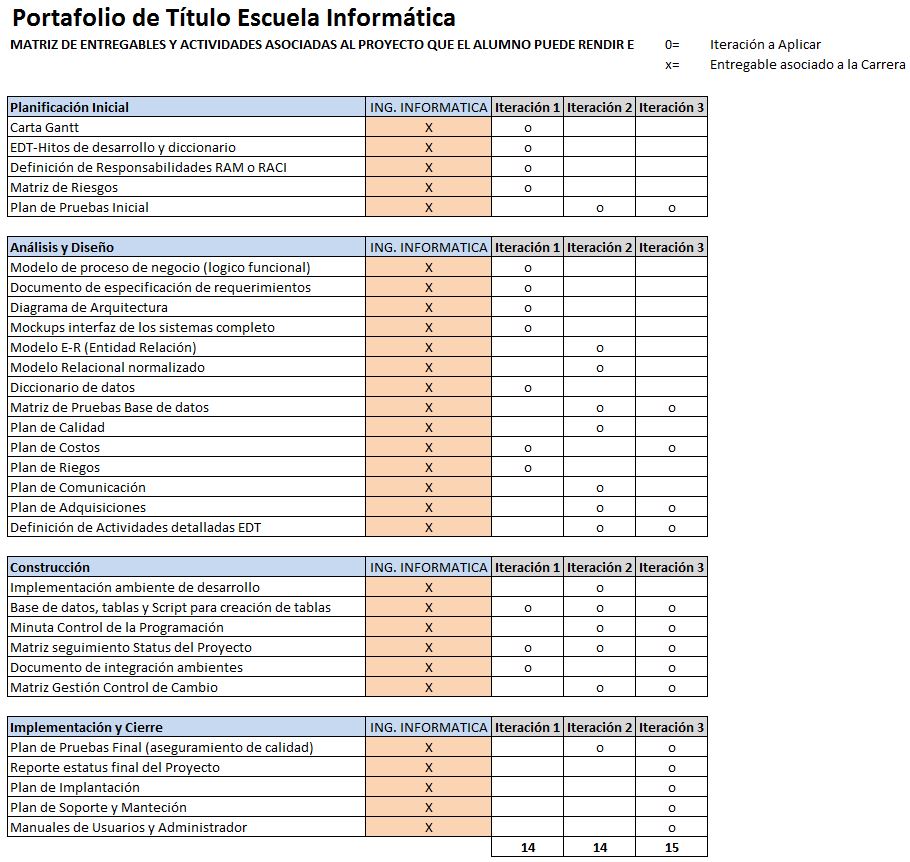 Portafolio de Título Escuela Informática
MATRIZ DE ENTREGABLES Y ACTIVIDADES ASOCIADAS AL PROYECTO QUE EL ALUMNO PUEDE RENDIR E 0= Iteración a Aplicar
x= Entregable asociado a la Carrera
Planificación Inicial ING. INFORMATICA Iteración 1 Iteración 2 Iteración 3
Carta Gantt X o
EDT-Hitos de desarrollo y diccionario X o
Definición de Responsabilidades RAM o RACI X o
Matriz de Riesgos X o
Plan de Pruebas Inicial X o o
Análisis y Diseño ING. INFORMATICA Iteración 1 Iteración 2 Iteración 3
Modelo de proceso de negocio (logico funcional) X o
Documento de especificación de requerimientos X o
Diagrama de Arquitectura X o
Mockups interfaz de los sistemas completo X o
Modelo E-R (Entidad Relación) X o
Modelo Relacional normalizado X o
Diccionario de datos X o
Matriz de Pruebas Base de datos X o o
Plan de Calidad X o
Plan de Costos X o o
Plan de Riegos X o
Plan de Comunicación X o
Plan de Adquisiciones X o o
Definición de Actividades detalladas EDT X o o
Construcción ING. INFORMATICA Iteración 1 Iteración 2 Iteración 3
Implementación ambiente de desarrollo X o
Base de datos, tablas y Script para creación de tablas X o o o
Minuta Control de la Programación X o o
Matriz seguimiento Status del Proyecto X o o o
Documento de integración ambientes X o o
Matriz Gestión Control de Cambio X o o
Implementación y Cierre ING. INFORMATICA Iteración 1 Iteración 2 Iteración 3
Plan de Pruebas Final (aseguramiento de calidad) X o o
Reporte estatus final del Proyecto X o
Plan de Implantación X o
Plan de Soporte y Mantención X o
Manuales de Usuarios y Administrador X o
14 14 15